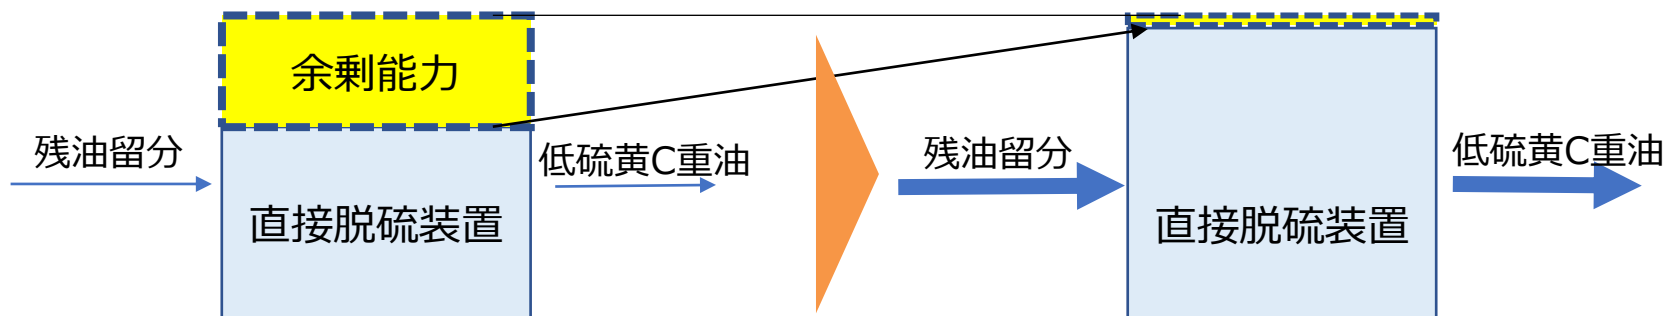 余剰能力
残油留分
低硫黄C重油
直接脱硫装置
残油留分
低硫黄C重油
直接脱硫装置